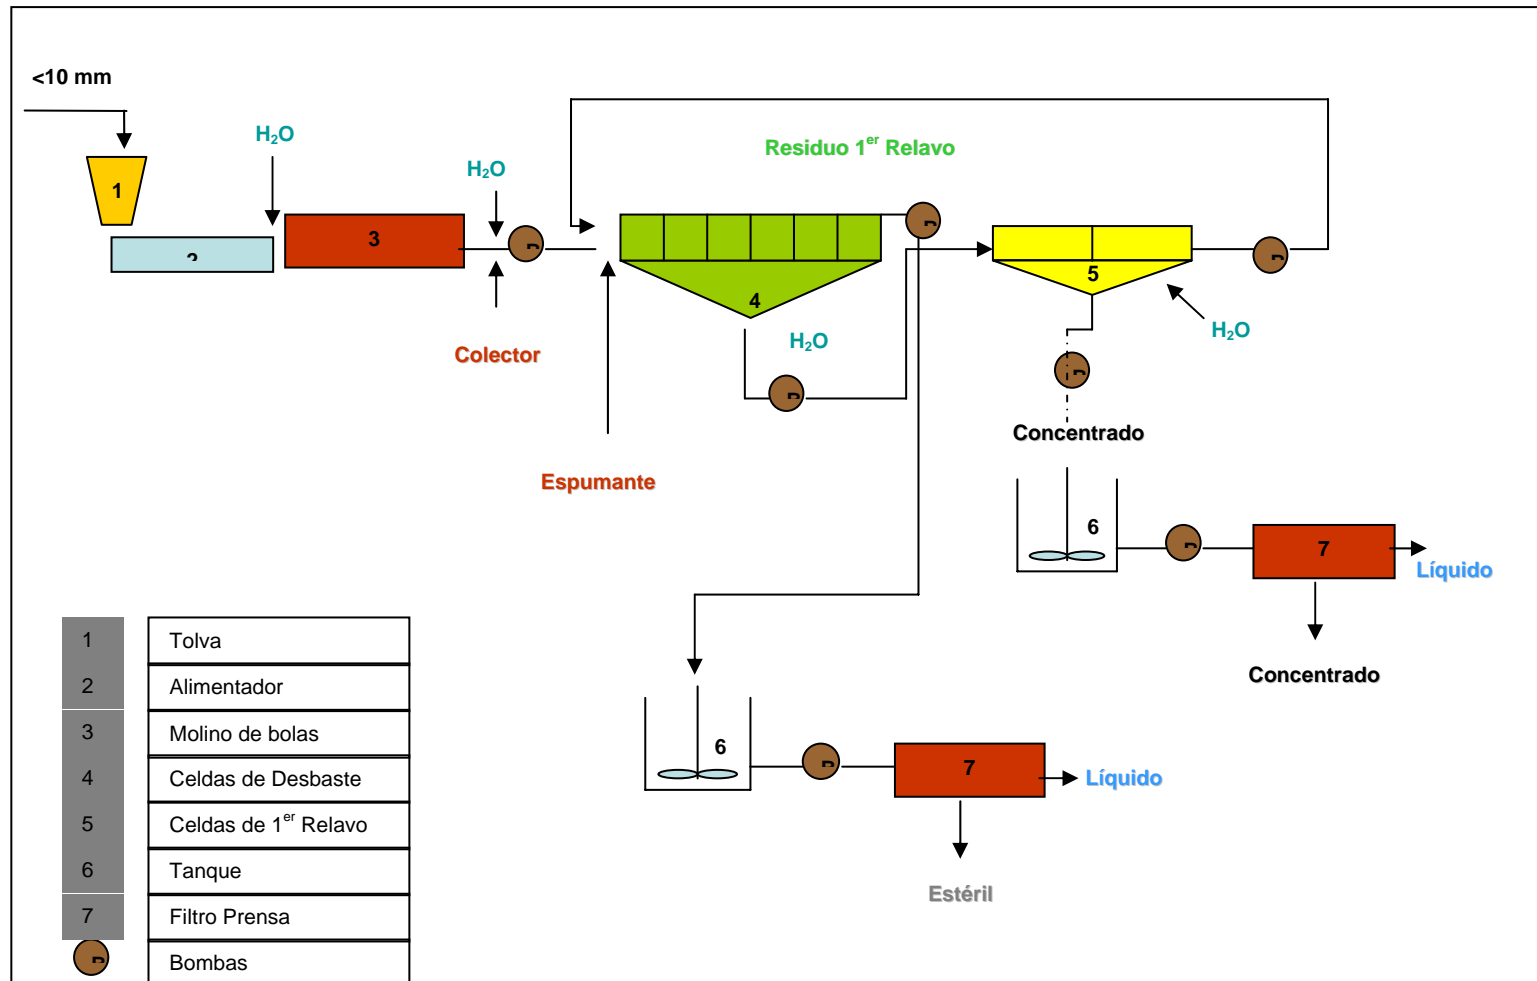 <10 mm
H₂O
H₂O
Residuo 1er Relavo
1
2
3
4
5
H₂O
H₂O
Colector
Espumante
Concentrado
6
7
Líquido
Concentrado
6
7
Líquido
Estéril
1 Tolva
2 Alimentador
3 Molino de bolas
4 Celdas de Desbaste
5 Celdas de 1er Relavo
6 Tanque
7 Filtro Prensa
Bombas